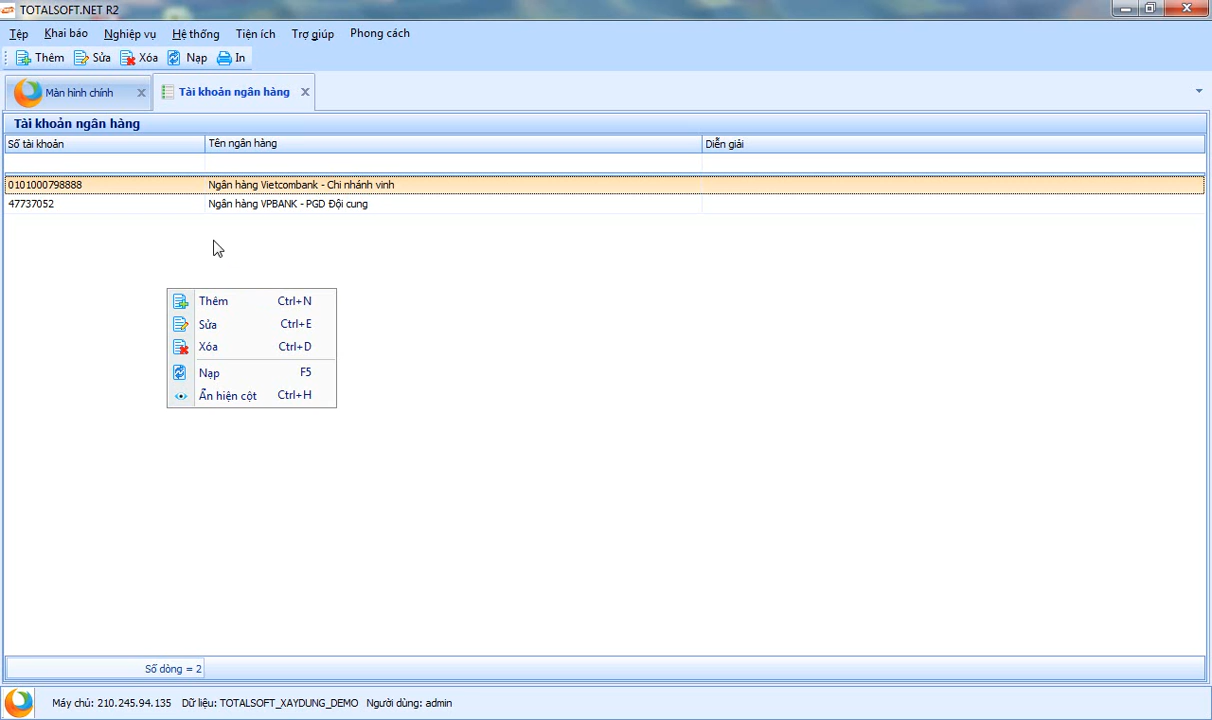 TOTALSOFT.NET R2
Tệp Khai báo Nghiệp vụ Hệ thống Tiện ích Trợ giúp Phong cách
Thêm Sửa Xóa Nạp In
Màn hình chính Tài khoản ngân hàng
Tài khoản ngân hàng
Số tài khoản Tên ngân hàng Diễn giải
0101000798888 Ngân hàng Vietcombank - Chi nhánh vinh
47737052 Ngân hàng VPBANK - PGD Đội cung
Thêm Ctrl+N
Sửa Ctrl+E
Xóa Ctrl+D
Nạp F5
Ẩn hiện cột Ctrl+H
Số dòng = 2
Máy chủ: 210.245.94.135 Dữ liệu: TOTALSOFT_XAYDUNG_DEMO Người dùng: admin